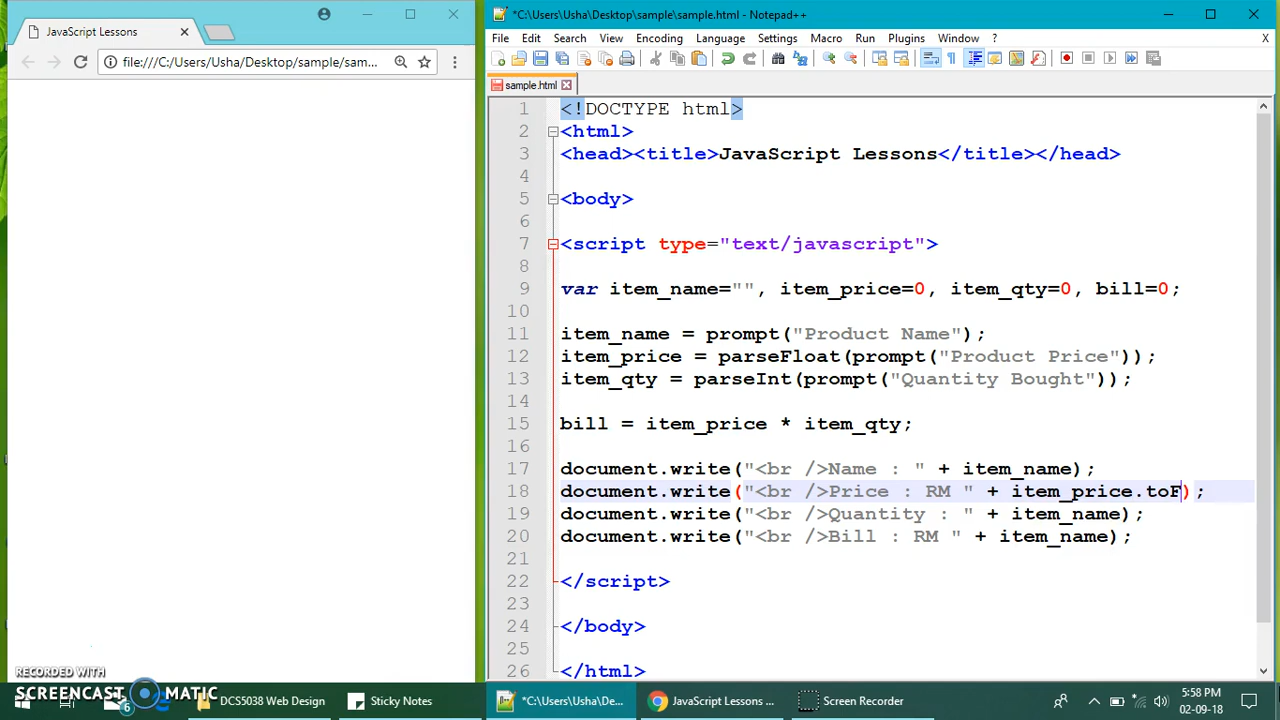 JavaScript Lessons
file:///C:/Users/Usha/Desktop/sample/sam...
*C:\Users\Usha\Desktop\sample\sample.html - Notepad++
File Edit Search View Encoding Language Settings Macro Run Plugins Window ? X
sample.html
1 <!DOCTYPE html>
2 <html>
3 <head><title>JavaScript Lessons</title></head>
4
5 <body>
6
7 <script type="text/javascript">
8
9 var item_name="", item_price=0, item_qty=0, bill=0;
10
11 item_name = prompt("Product Name");
12 item_price = parseFloat(prompt("Product Price"));
13 item_qty = parseInt(prompt("Quantity Bought"));
14
15 bill = item_price * item_qty;
16
17 document.write("<br />Name : " + item_name);
18 document.write("<br />Price : RM " + item_price.toF);
19 document.write("<br />Quantity : " + item_name);
20 document.write("<br />Bill : RM " + item_name);
21
22 </script>
23
24 </body>
25
26 </html>
RECORDED WITH
SCREENCAST MATIC
6 DCS5038 Web Design Sticky Notes *C:\Users\Usha\De... JavaScript Lessons ... Screen Recorder
5:58 PM
02-09-18